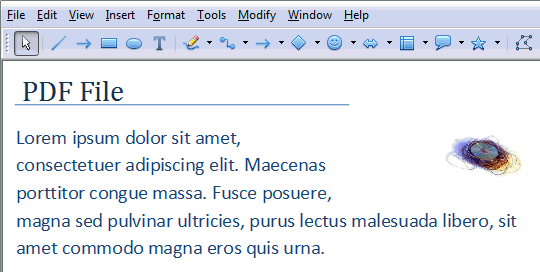 File Edit View Insert Format Tools Modify Window Help
T
PDF File
Lorem ipsum dolor sit amet,
consectetuer adipiscing elit. Maecenas
porttitor congue massa. Fusce posuere,
magna sed pulvinar ultricies, purus lectus malesuada libero, sit
amet commodo magna eros quis urna.